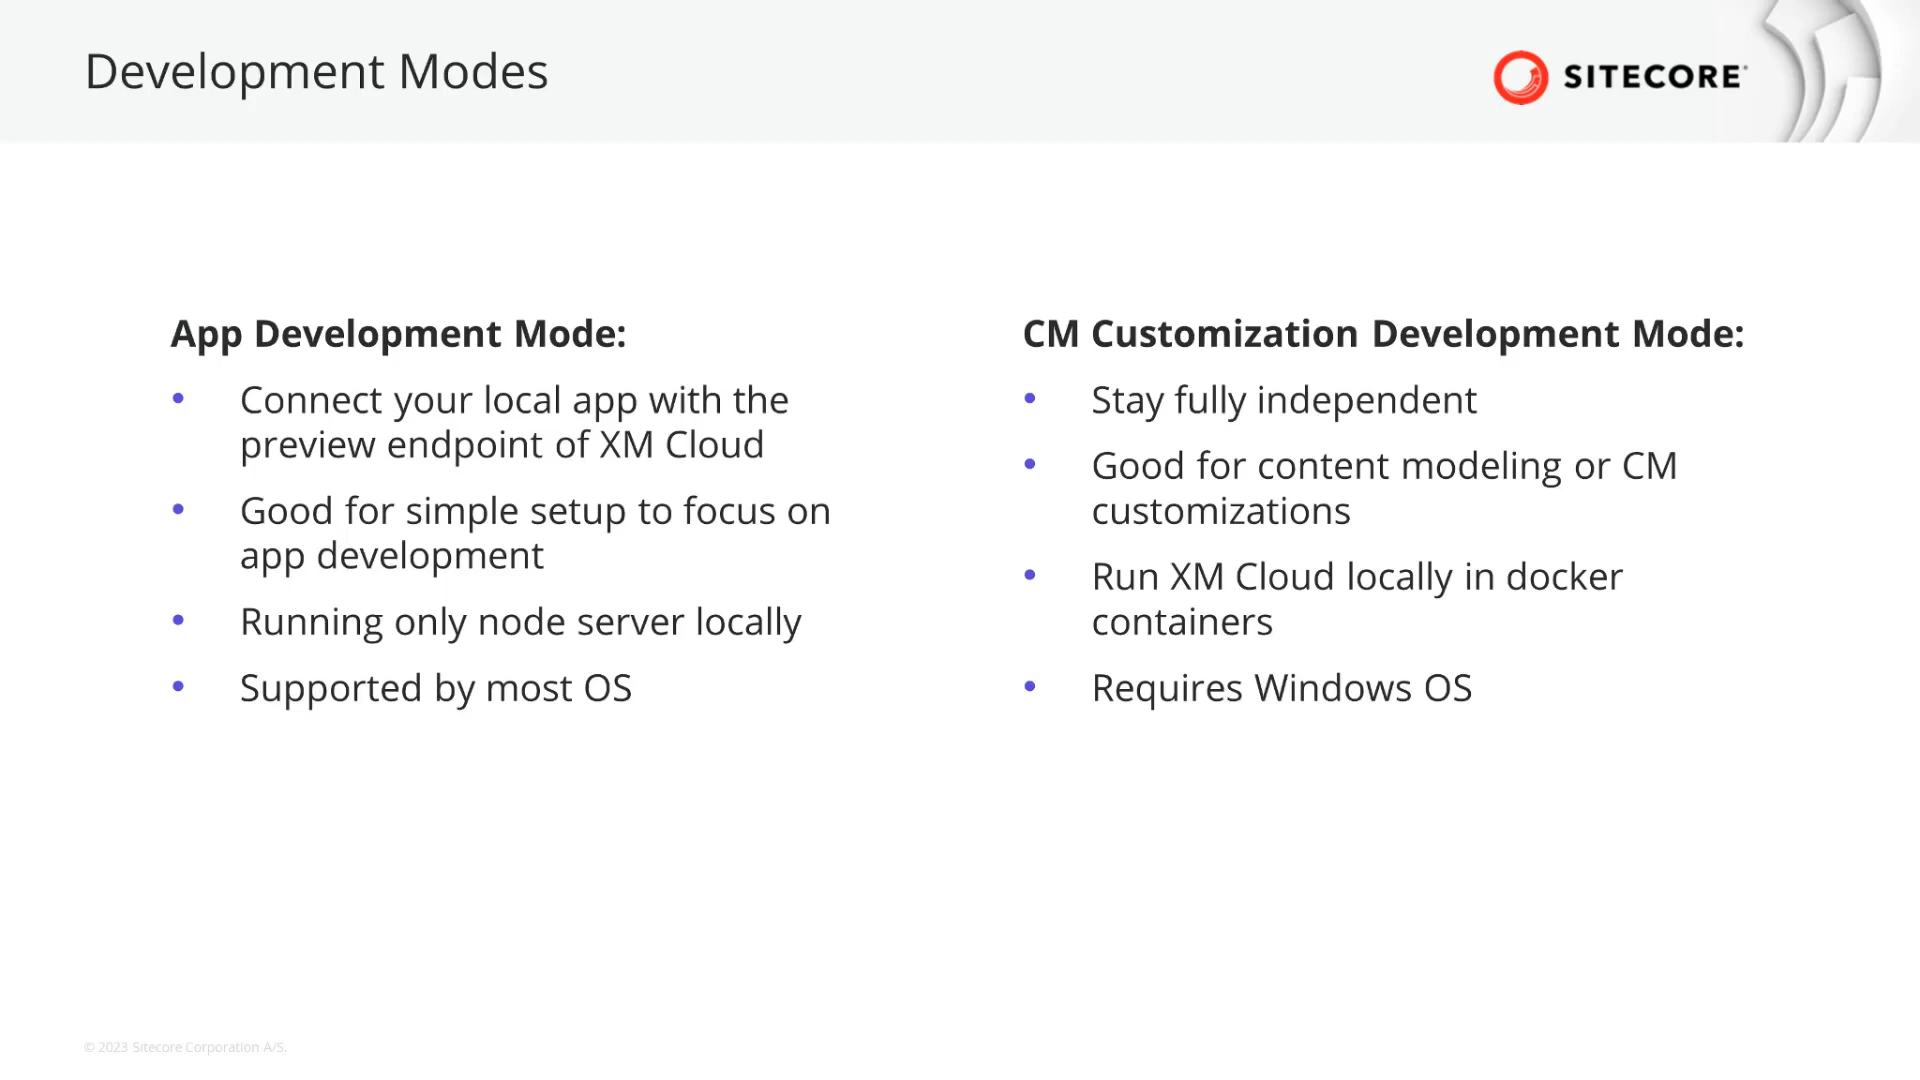 Development Modes
SITECORE
App Development Mode:
• Connect your local app with the
preview endpoint of XM Cloud
• Good for simple setup to focus on
app development
• Running only node server locally
• Supported by most OS
CM Customization Development Mode:
• Stay fully independent
• Good for content modeling or CM
customizations
• Run XM Cloud locally in docker
containers
• Requires Windows OS
© 2023 Sitecore Corporation A/S.